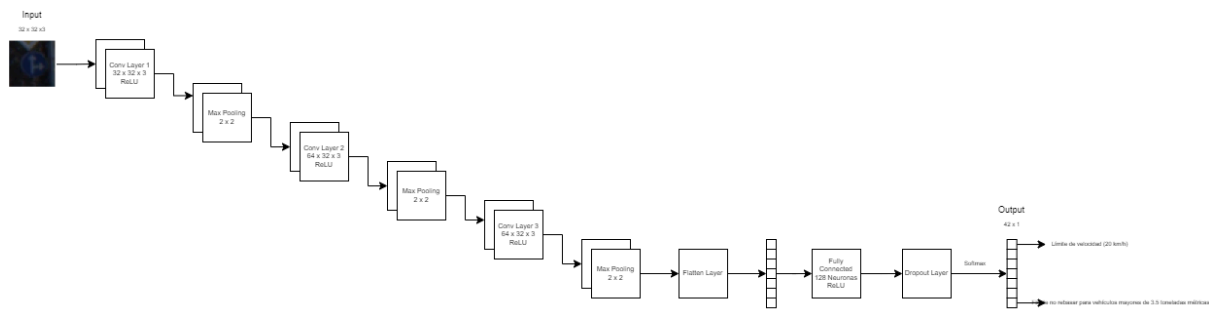 Input
32 x 32 x3
Conv Layer 1
32 x 32 x 3
ReLU
Max Pooling
2 x 2
Conv Layer 2
64 x 32 x 3
ReLU
Max Pooling
2 x 2
Conv Layer 3
64 x 32 x 3
ReLU
Max Pooling
2 x 2
Flatten Layer
Fully
Connected
128 Neuronas
ReLU
Dropout Layer
Softmax
Output
42 x 1
Límite de velocidad (20 km/h)
no rebasar para vehículos mayores de 3.5 toneladas métricas